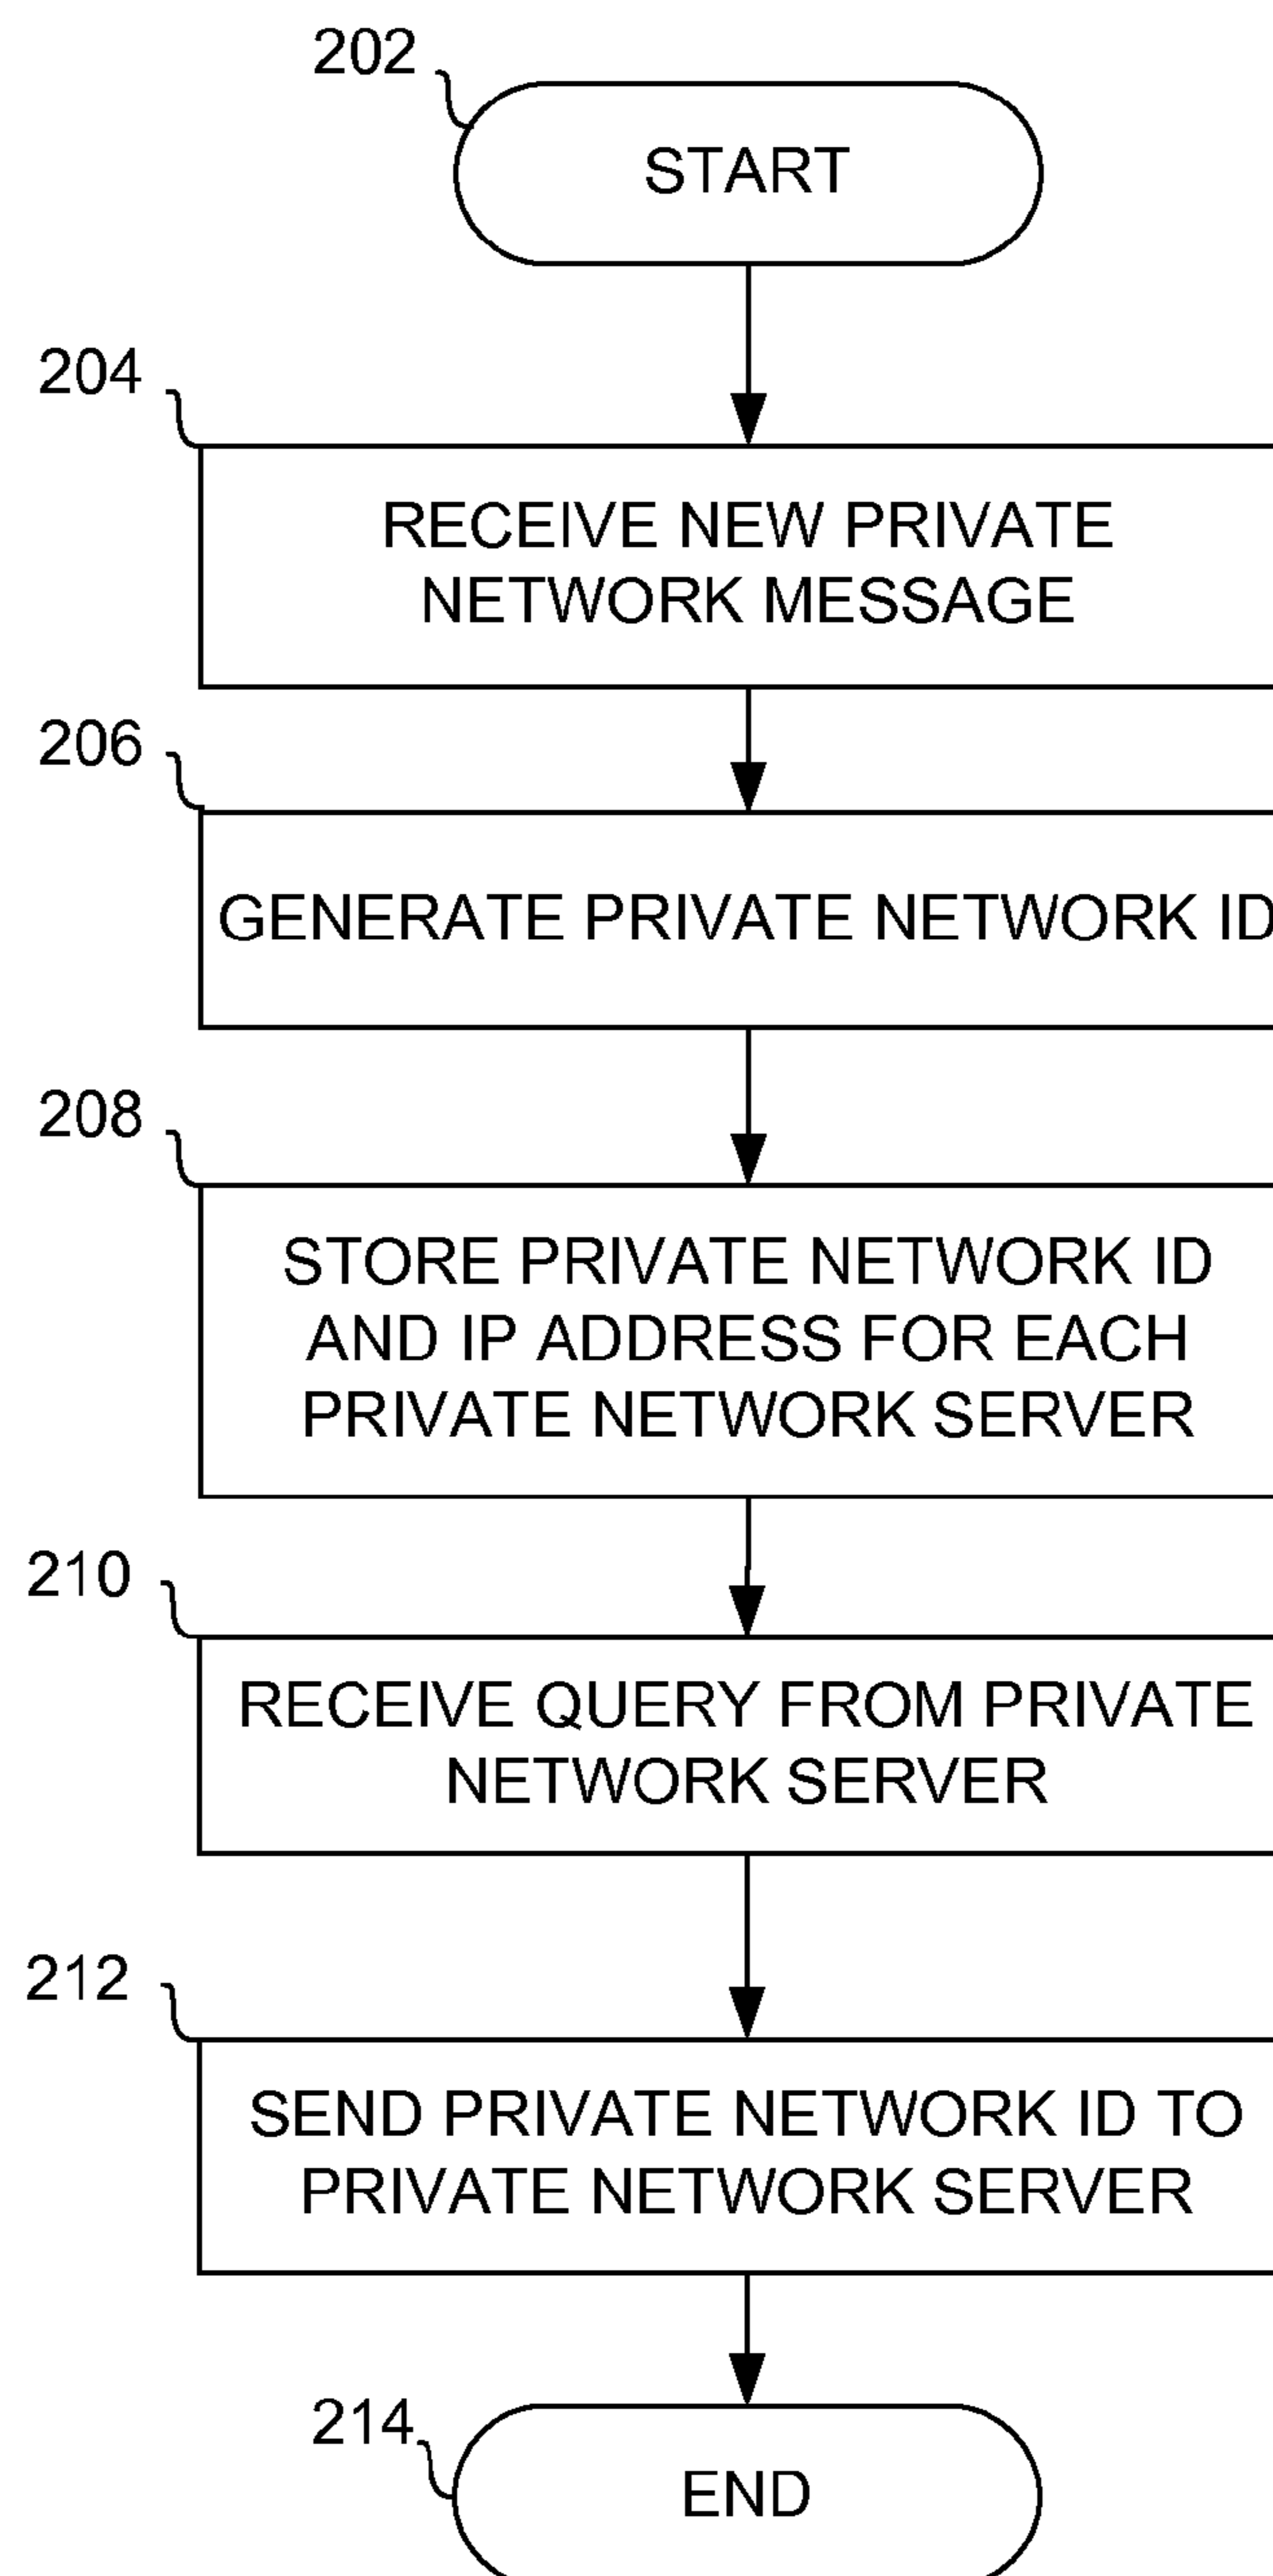 202
START
204
RECEIVE NEW PRIVATE
NETWORK MESSAGE
206
GENERATE PRIVATE NETWORK ID
208
STORE PRIVATE NETWORK ID
AND IP ADDRESS FOR EACH
PRIVATE NETWORK SERVER
210
RECEIVE QUERY FROM PRIVATE
NETWORK SERVER
212
SEND PRIVATE NETWORK ID TO
PRIVATE NETWORK SERVER
214
END